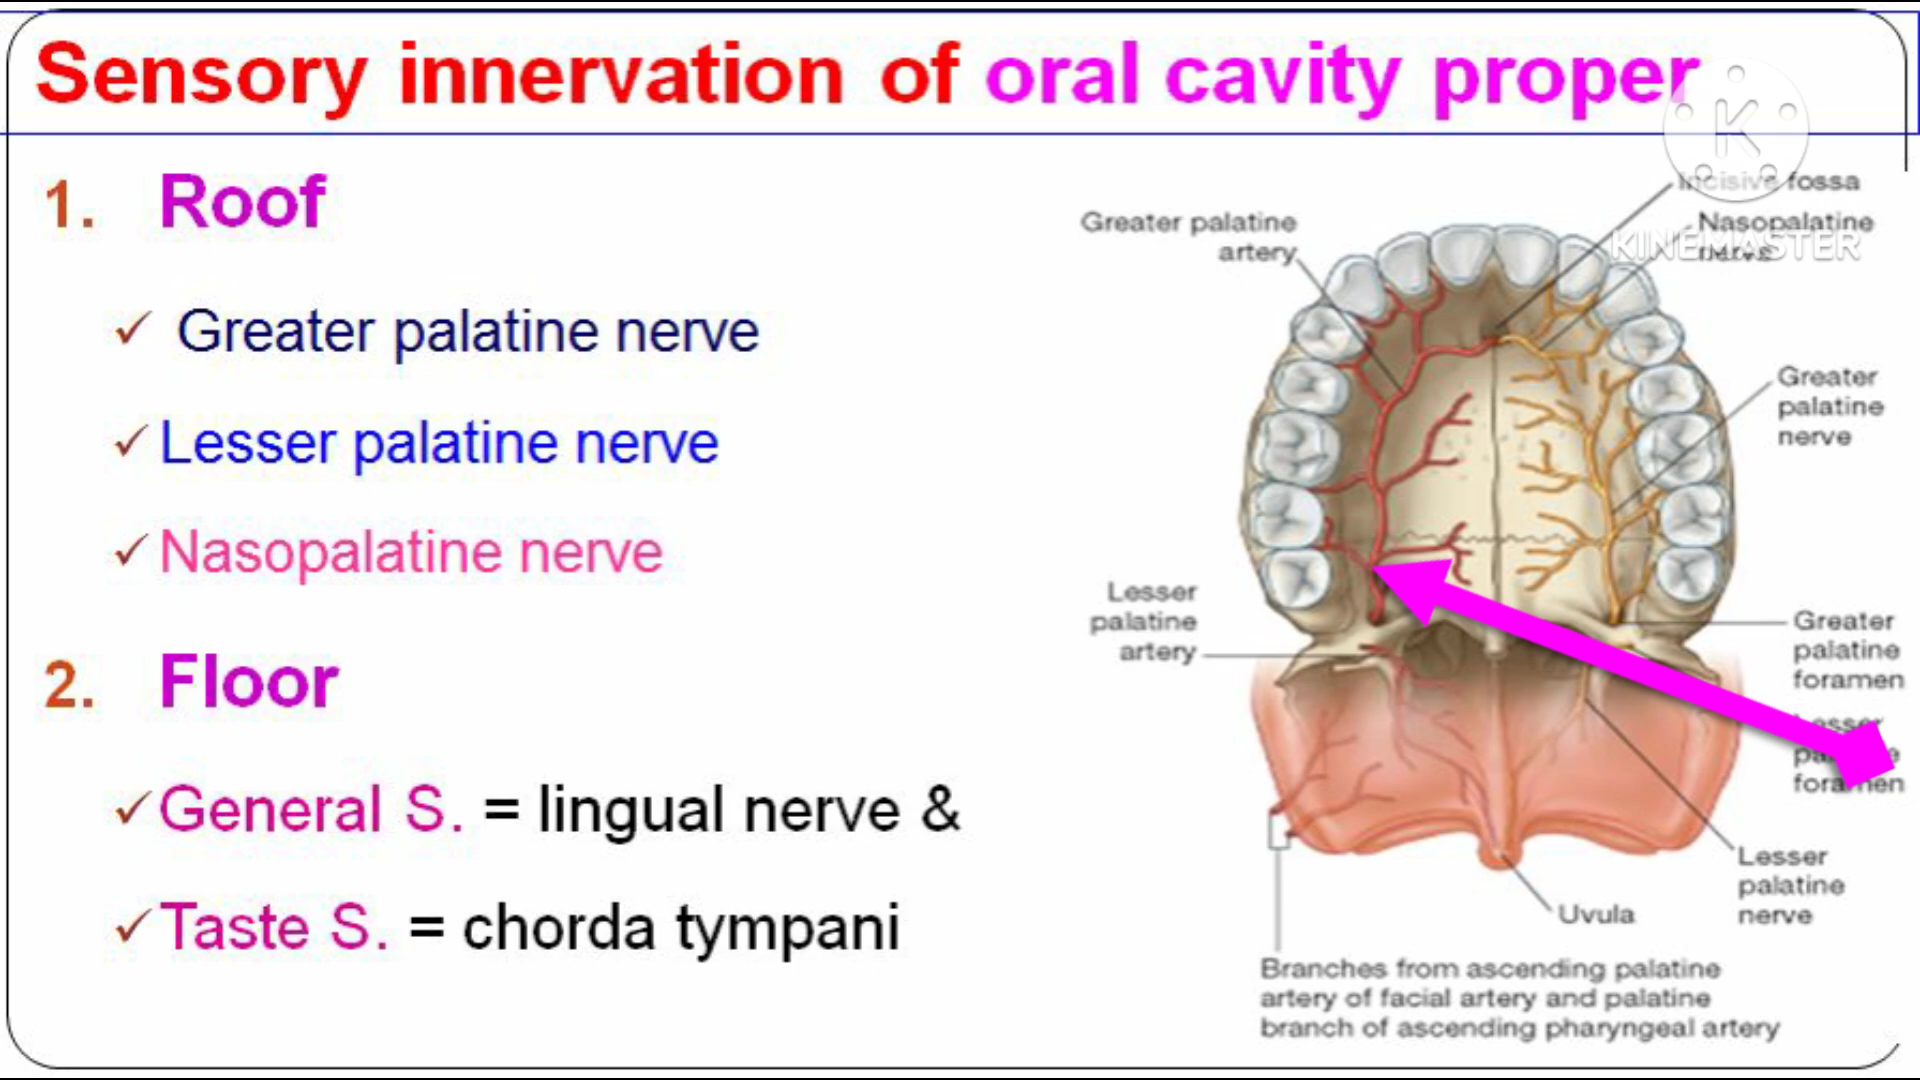 Sensory innervation of oral cavity proper
1. Roof
✓ Greater palatine nerve
✓ Lesser palatine nerve
✓ Nasopalatine nerve
2. Floor
✓ General S. = lingual nerve &
✓ Taste S. = chorda tympani
K
KINEMASTER
Incisive fossa
Nasopalatine
nerve
Greater palatine
artery
Greater
palatine
nerve
Lesser
palatine
artery
Greater
palatine
foramen
Lesser
foramen
Lesser
palatine
nerve
Uvula
Branches from ascending palatine
artery of facial artery and palatine
branch of ascending pharyngeal artery